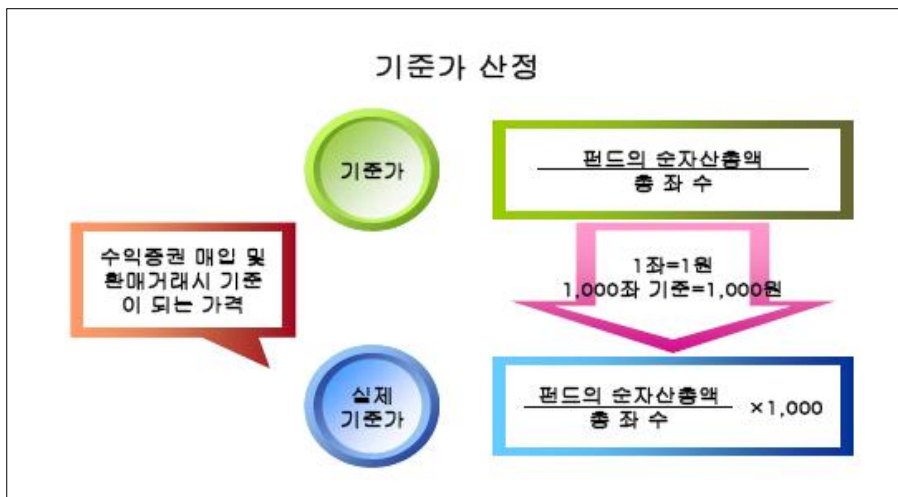 기준가 산정
기준가
펀드의 순자산총액
총 좌 수
수익증권 매입 및
환매거래시 기준
이 되는 가격
1좌=1원
1,000좌 기준=1,000원
실제
기준가
펀드의 순자산총액
총 좌 수
×1,000